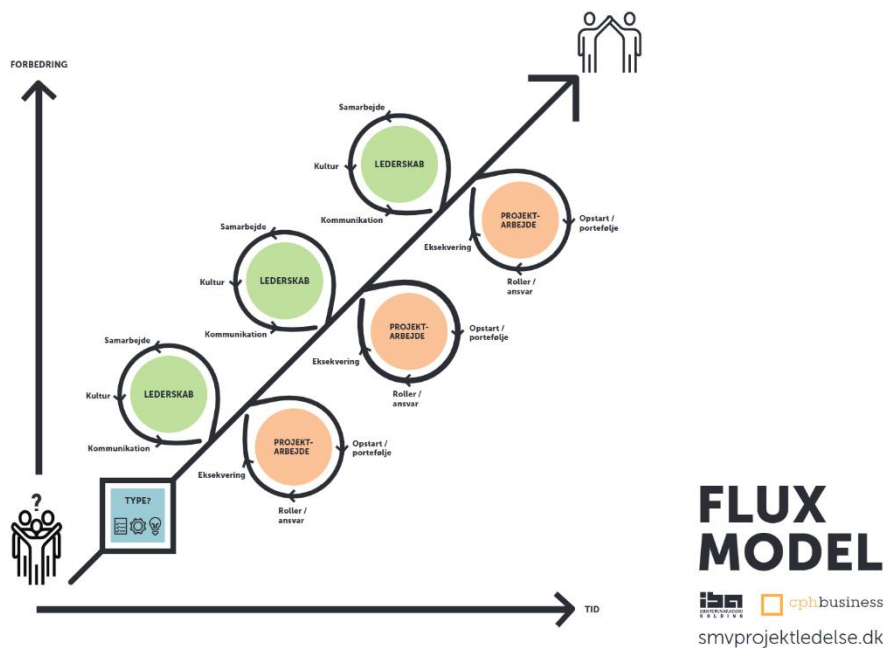 FORBEDRING
Samarbejde
LEDERSKAB
Kultur
Kommunikation
PROJEKT-
ARBEJDE
Opstart /
portefølje
Eksekvering
Roller /
ansvar
Samarbejde
LEDERSKAB
Kultur
Kommunikation
PROJEKT-
ARBEJDE
Opstart /
portefølje
Eksekvering
Roller /
ansvar
Samarbejde
LEDERSKAB
Kultur
Kommunikation
PROJEKT-
ARBEJDE
Opstart /
portefølje
Eksekvering
Roller /
ansvar
?
TYPE?
TID
FLUX
MODEL
iba
KOLDING
cphbusiness
smvprojektledelse.dk